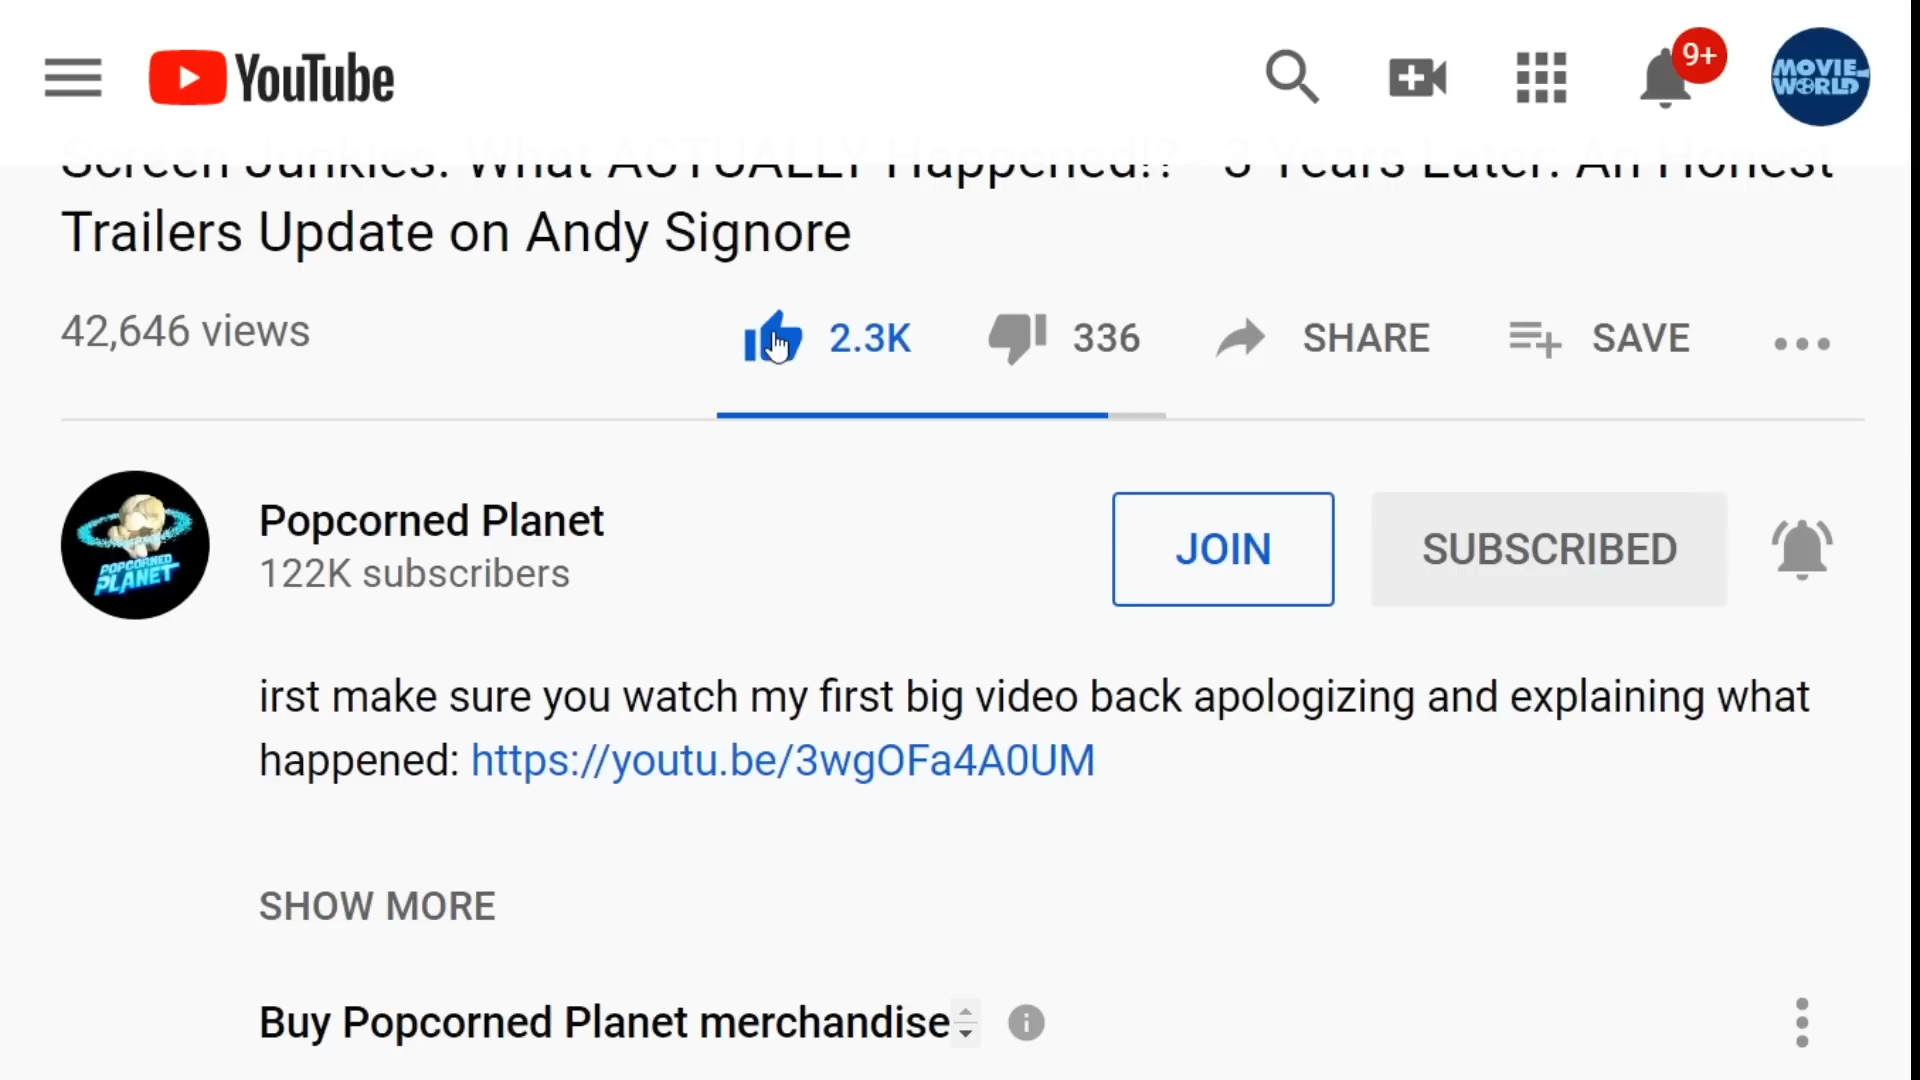 YouTube
9+
MOVIE
WORLD
Screen Junkies: What ACTUALLY Happened!? - 3 Years Later: An Honest
Trailers Update on Andy Signore
42,646 views
2.3K
336
SHARE
SAVE
POPCORNED
PLANET
Popcorned Planet
122K subscribers
JOIN
SUBSCRIBED
irst make sure you watch my first big video back apologizing and explaining what
happened: https://youtu.be/3wgOFa4A0UM
SHOW MORE
Buy Popcorned Planet merchandise